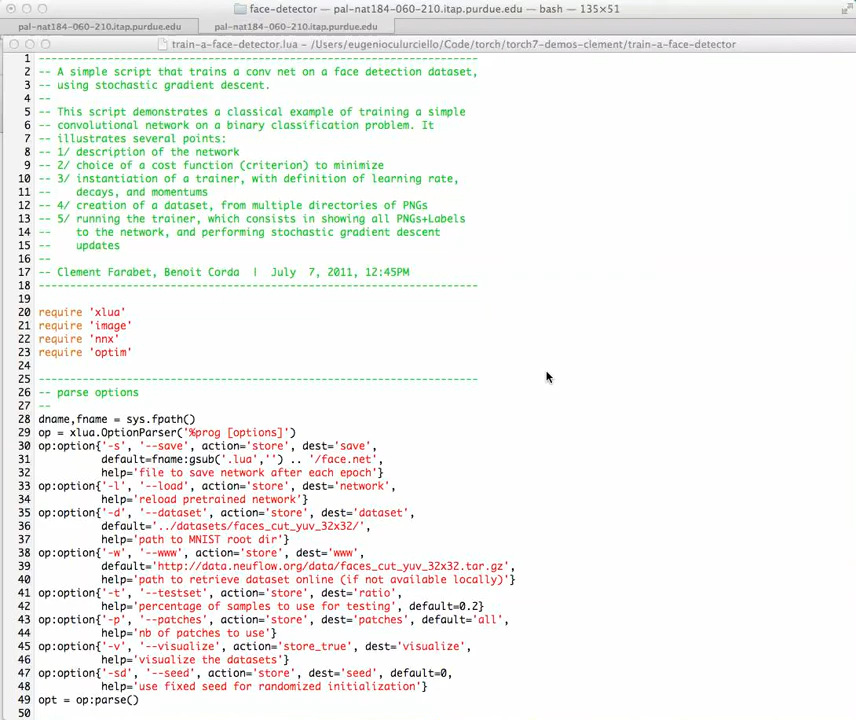 face-detector — pal-nat184-060-210.itap.purdue.edu — bash — 135×51
pal-nat184-060-210.itap.purdue.edu
pal-nat184-060-210.itap.purdue.edu
train-a-face-detector.lua – /Users/eugenioculurciello/Code/torch/torch7-demos-clement/train-a-face-detector
1 ----------------------------------------------------------------------
2 -- A simple script that trains a conv net on a face detection dataset,
3 -- using stochastic gradient descent.
4 --
5 -- This script demonstrates a classical example of training a simple
6 -- convolutional network on a binary classification problem. It
7 -- illustrates several points:
8 -- 1/ description of the network
9 -- 2/ choice of a cost function (criterion) to minimize
10 -- 3/ instantiation of a trainer, with definition of learning rate,
11 --    decays, and momentums
12 -- 4/ creation of a dataset, from multiple directories of PNGs
13 -- 5/ running the trainer, which consists in showing all PNGs+Labels
14 --    to the network, and performing stochastic gradient descent
15 --    updates
16 --
17 -- Clement Farabet, Benoit Corda  |  July  7, 2011, 12:45PM
18 ----------------------------------------------------------------------
19
20 require 'xlua'
21 require 'image'
22 require 'nnx'
23 require 'optim'
24
25 ----------------------------------------------------------------------
26 -- parse options
27 --
28 dname,fname = sys.fpath()
29 op = xlua.OptionParser('%prog [options]')
30 op:option{'-s', '--save', action='store', dest='save',
31           default=fname:gsub('.lua','') .. '/face.net',
32           help='file to save network after each epoch'}
33 op:option{'-l', '--load', action='store', dest='network',
34           help='reload pretrained network'}
35 op:option{'-d', '--dataset', action='store', dest='dataset',
36           default='../datasets/faces_cut_yuv_32x32/',
37           help='path to MNIST root dir'}
38 op:option{'-w', '--www', action='store', dest='www',
39           default='http://data.neuflow.org/data/faces_cut_yuv_32x32.tar.gz',
40           help='path to retrieve dataset online (if not available locally)'}
41 op:option{'-t', '--testset', action='store', dest='ratio',
42           help='percentage of samples to use for testing', default=0.2}
43 op:option{'-p', '--patches', action='store', dest='patches', default='all',
44           help='nb of patches to use'}
45 op:option{'-v', '--visualize', action='store_true', dest='visualize',
46           help='visualize the datasets'}
47 op:option{'-sd', '--seed', action='store', dest='seed', default=0,
48           help='use fixed seed for randomized initialization'}
49 opt = op:parse()
50